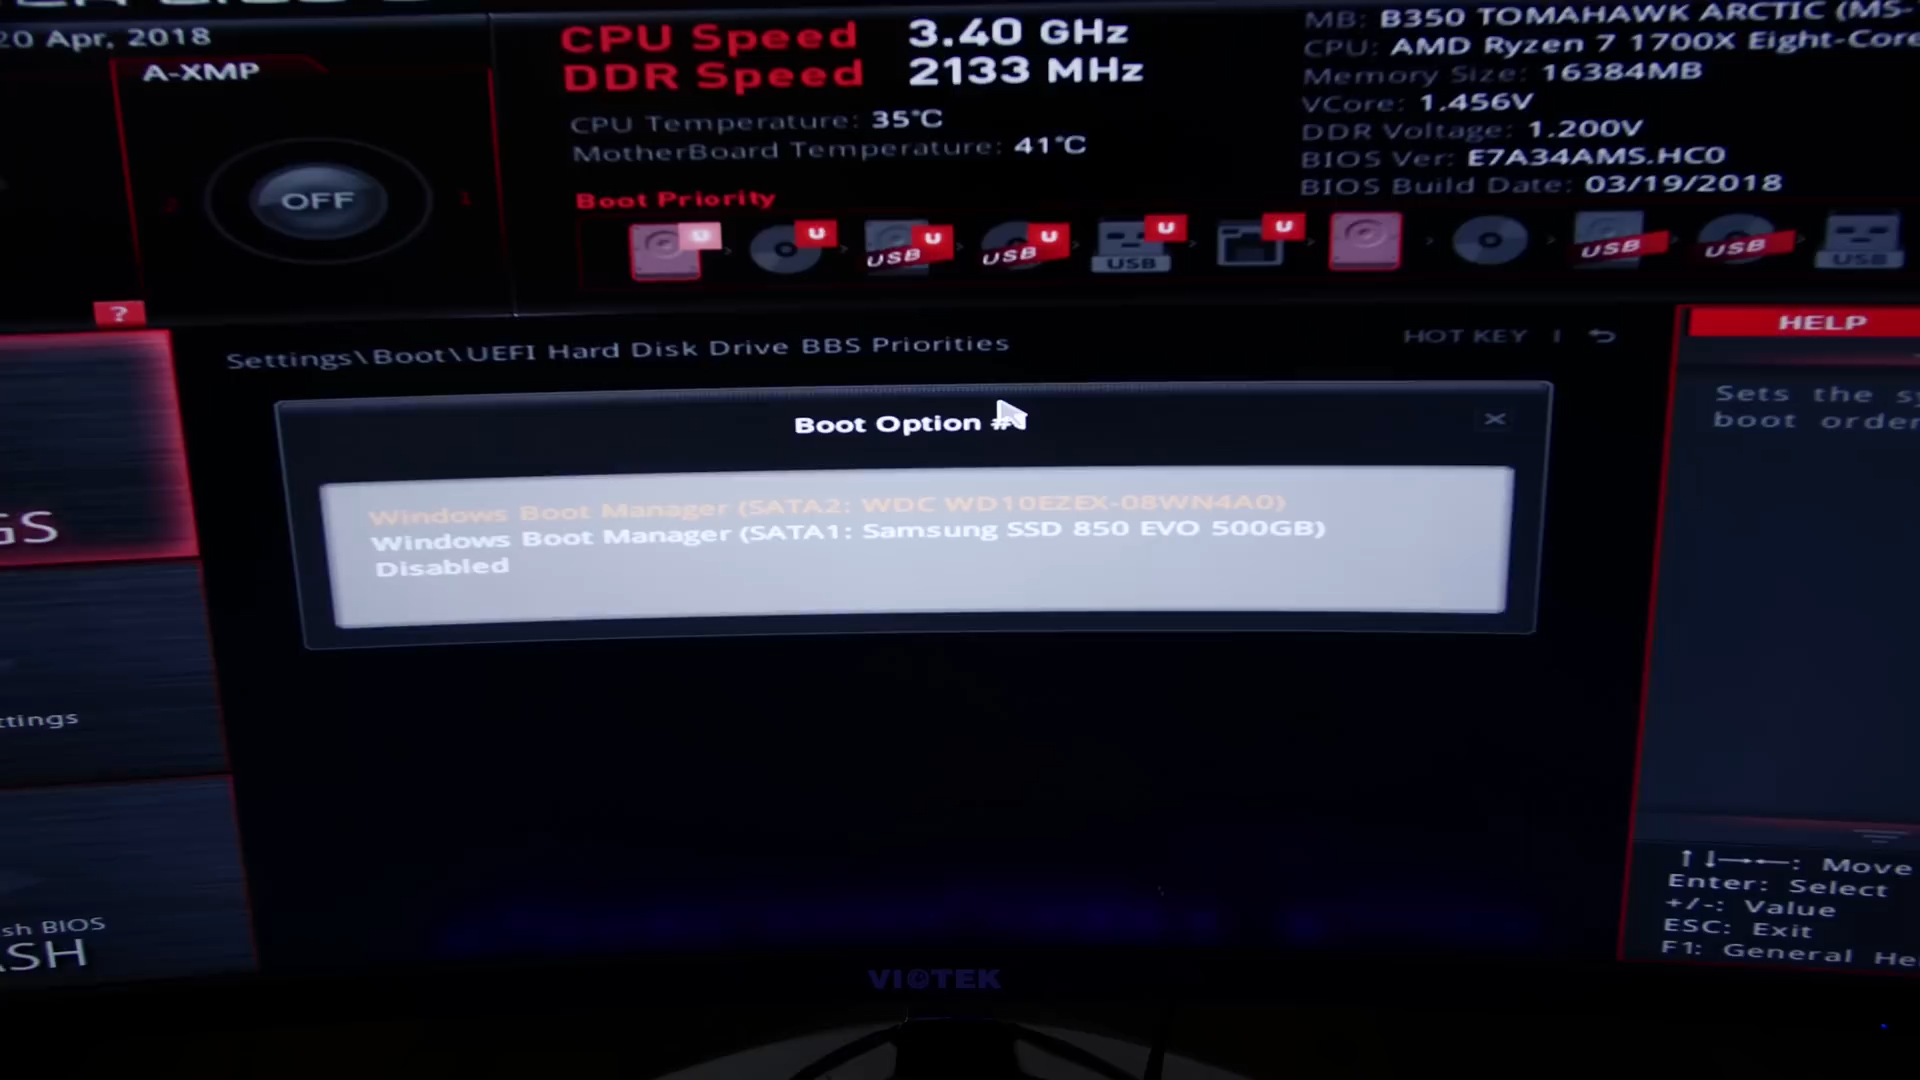 20 Apr, 2018
A-XMP
OFF
2
1
CPU Speed 3.40 GHz
DDR Speed 2133 MHz
CPU Temperature: 35°C
MotherBoard Temperature: 41°C
MB: B350 TOMAHAWK ARCTIC (MS-
CPU: AMD Ryzen 7 1700X Eight-Core
Memory Size: 16384MB
VCore: 1.456V
DDR Voltage: 1.200V
BIOS Ver: E7A34AMS.HC0
BIOS Build Date: 03/19/2018
Boot Priority
U U U U U U
USB USB USB USB USB USB
?
Settings\Boot\UEFI Hard Disk Drive BBS Priorities
HOT KEY |
HELP
Boot Option #
Windows Boot Manager (SATA2: WDC WD10EZEX-08WN4A0)
Windows Boot Manager (SATA1: Samsung SSD 850 EVO 500GB)
Disabled
Sets the sy
boot order
GS
ttings
sh BIOS
ASH
↑↓→←: Move
Enter: Select
+/-: Value
ESC: Exit
F1: General He
VIOTEK